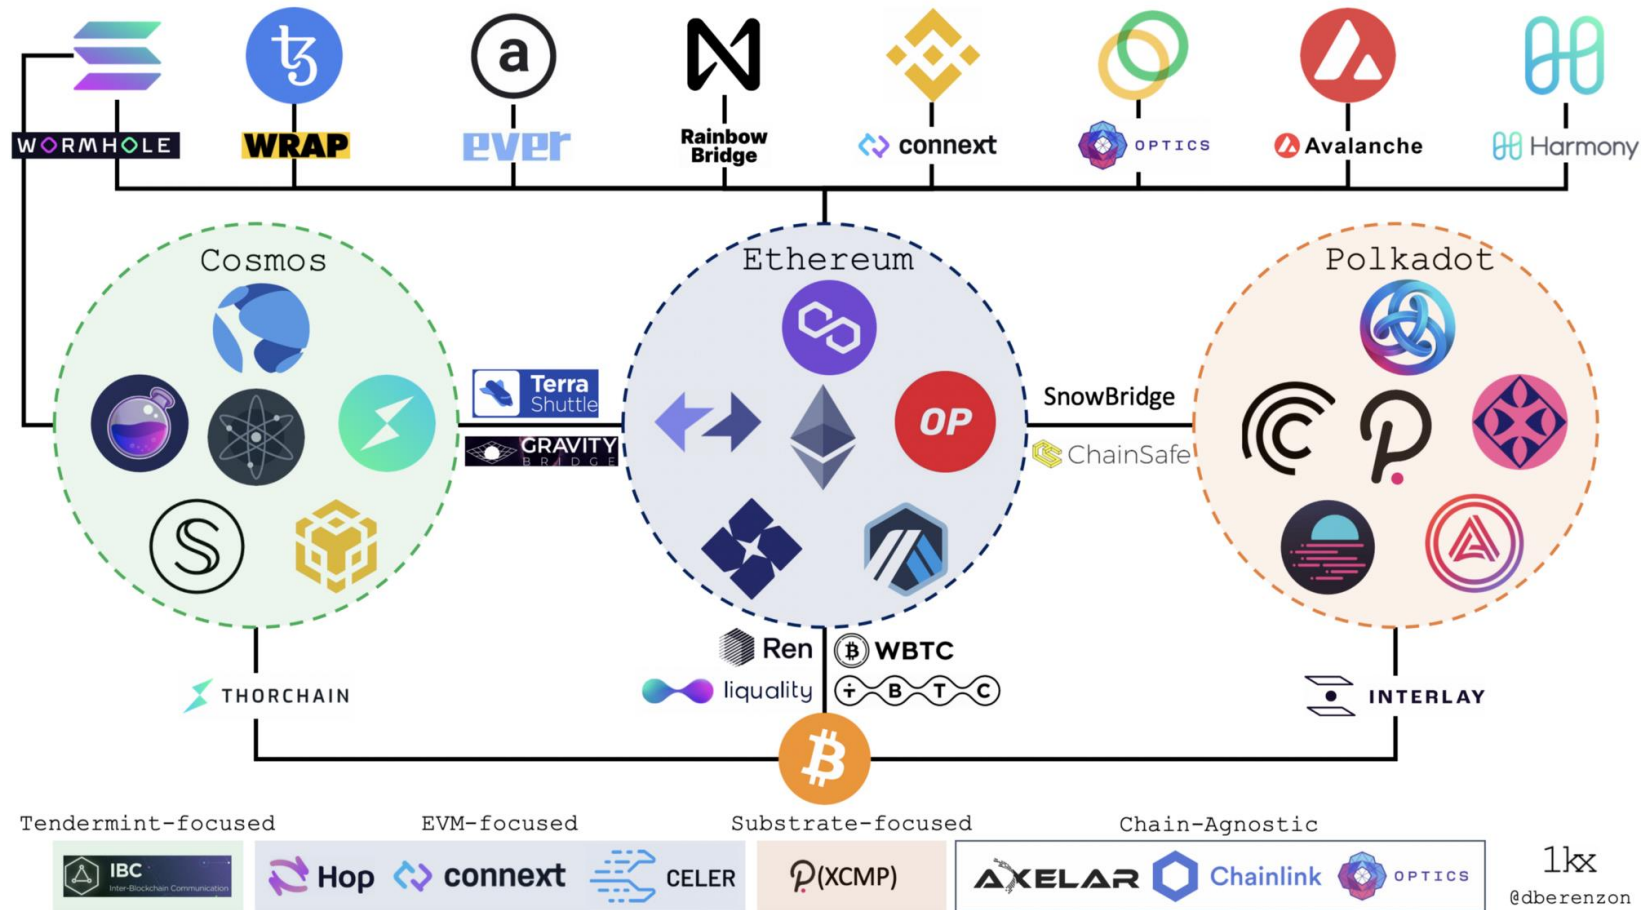 a
WORMHOLE
WRAP
ever
Rainbow
Bridge
connext
OPTICS
Avalanche
Harmony
Cosmos
Ethereum
Polkadot
Terra
Shuttle
GRAVITY
BRIDGE
OP
SnowBridge
ChainSafe
Ren
WBTC
liquality
TBTC
THORCHAIN
INTERLAY
Tendermint-focused
EVM-focused
Substrate-focused
Chain-Agnostic
IBC
Inter-Blockchain Communication
Hop
connext
CELER
(XCMP)
AXELAR
Chainlink
OPTICS
1kx
@dberenzon